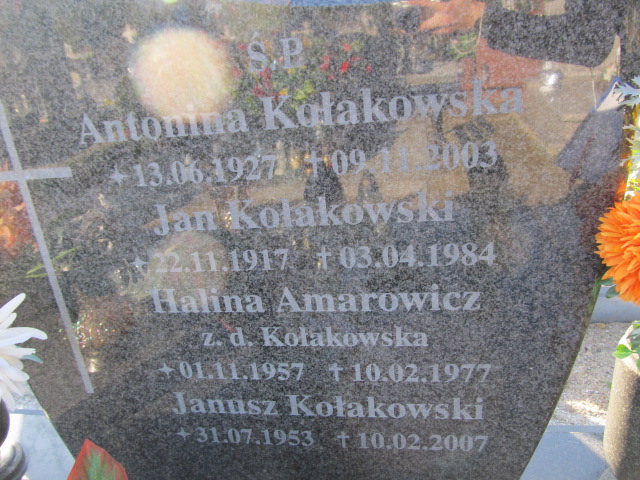 Ś.P.
Antonina Kołakowska
✦13.06.1927 ✝09.11.2003
Jan Kołakowski
✦22.11.1917 ✝03.04.1984
Halina Amarowicz
z. d. Kołakowska
✦01.11.1957 ✝10.02.1977
Janusz Kołakowski
✦31.07.1953 ✝10.02.2007